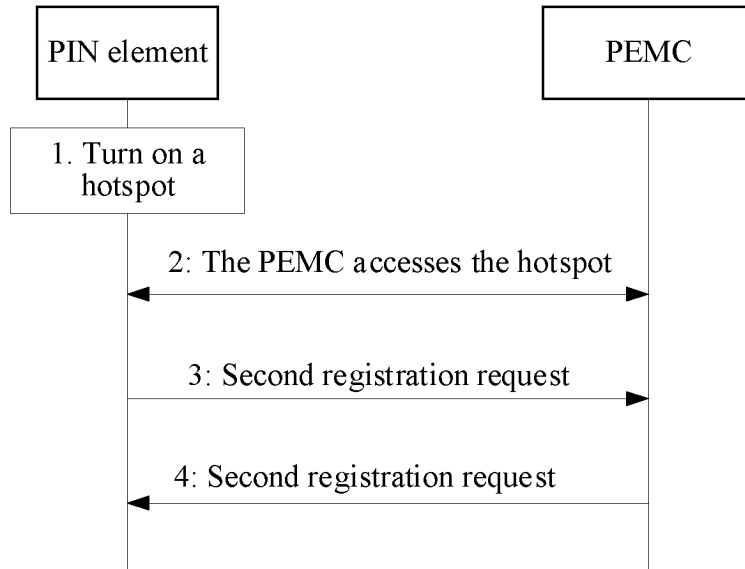 PIN element
PEMC
1. Turn on a
hotspot
2: The PEMC accesses the hotspot
3: Second registration request
4: Second registration request